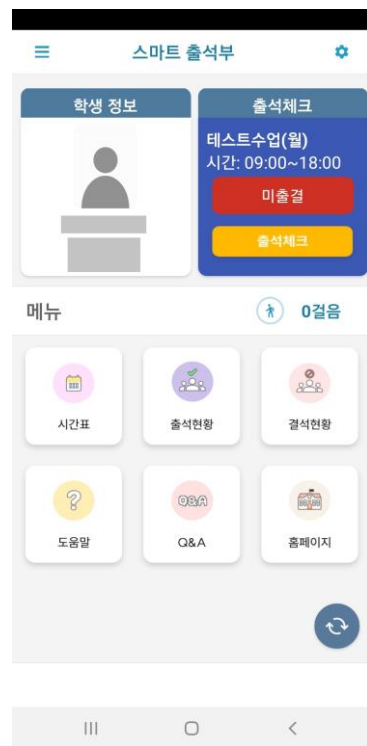 스마트 출석부
학생 정보
출석체크
테스트수업(월)
시간: 09:00~18:00
미출결
출석체크
메뉴
0걸음
시간표
출석현황
결석현황
Q&A
도움말
Q&A
홈페이지